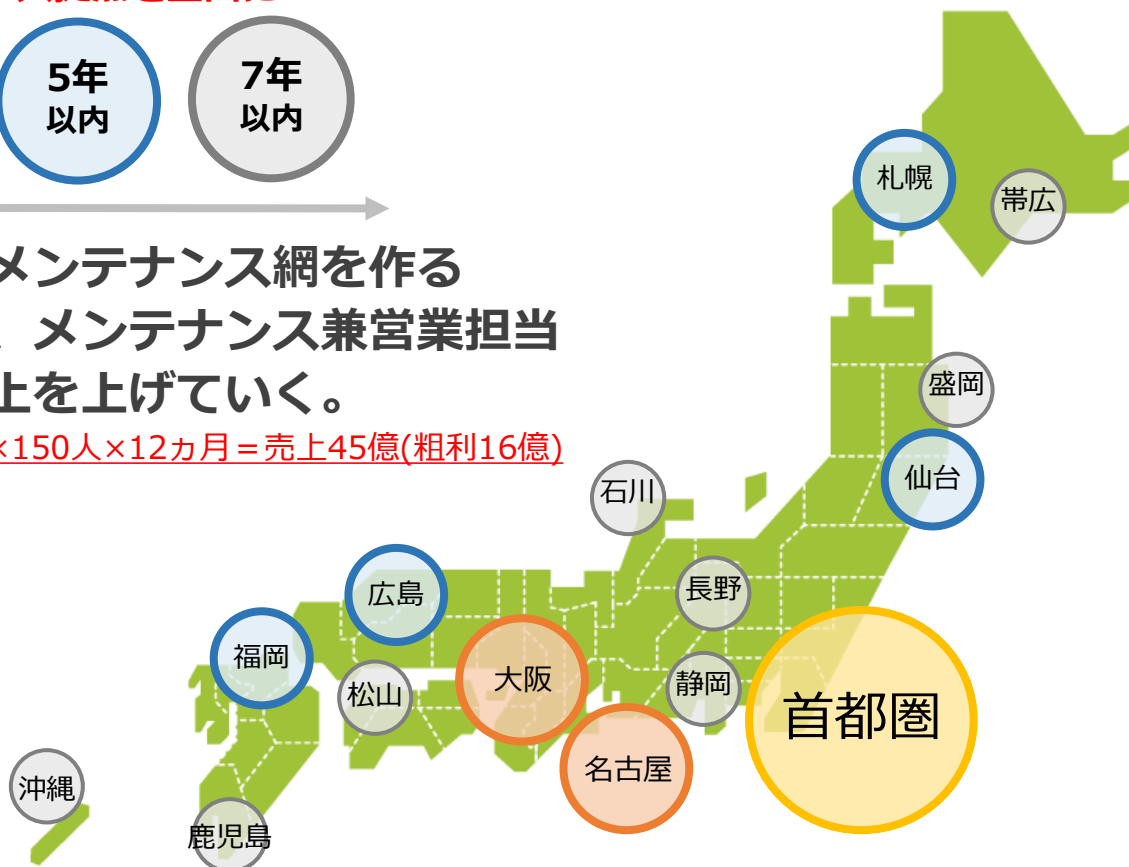 5年
以内
7年
以内
メンテナンス網を作る
、メンテナンス兼営業担当
上を上げていく。
×150人×12ヵ月＝売上45億(粗利16億)
札幌
帯広
盛岡
仙台
石川
長野
広島
福岡
松山
大阪
静岡
首都圏
名古屋
沖縄
鹿児島